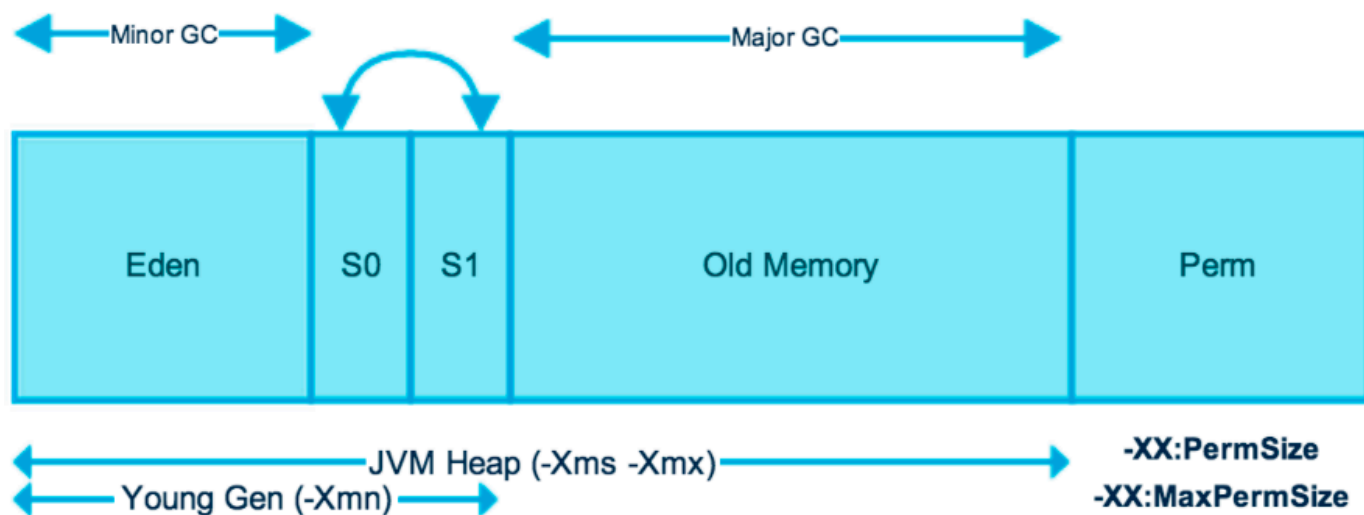 Minor GC
Major GC
Eden
S0
S1
Old Memory
Perm
JVM Heap (-Xms -Xmx)
-XX:PermSize
Young Gen (-Xmn)
-XX:MaxPermSize